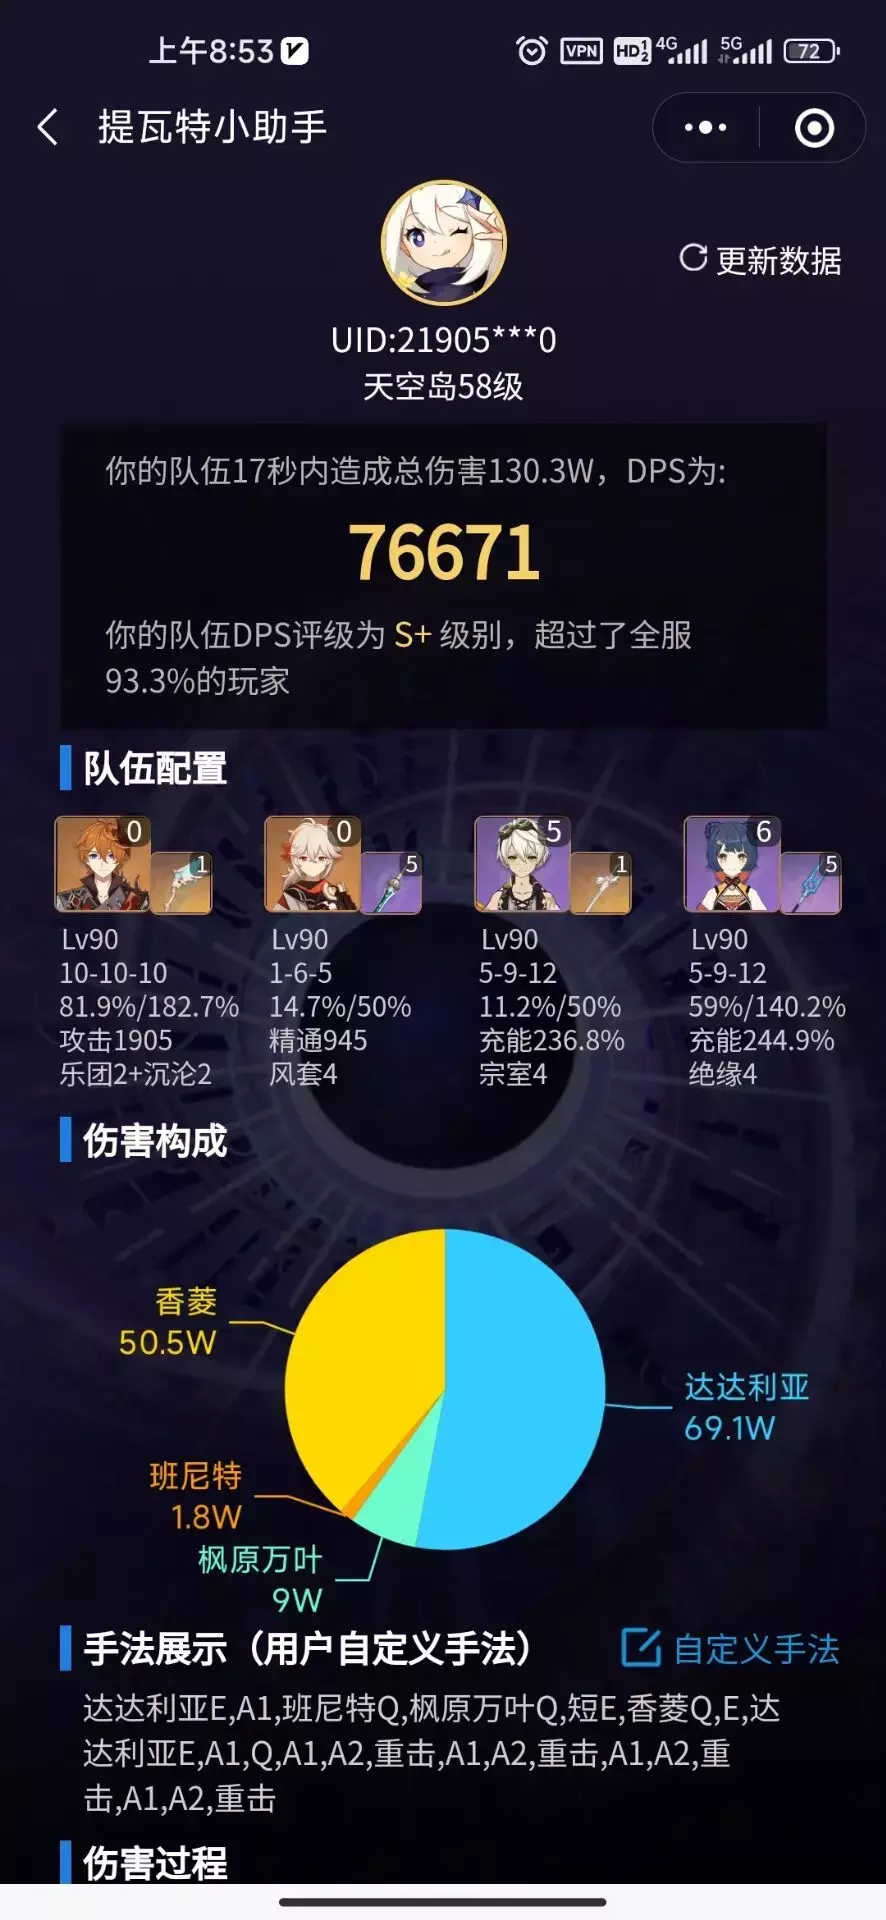 上午8:53
VPN HD 1 2 4G 5G 72
提瓦特小助手
更新数据
UID:21905***0
天空岛58级
你的队伍17秒内造成总伤害130.3W，DPS为:
76671
你的队伍DPS评级为 S+ 级别，超过了全服
93.3%的玩家
队伍配置
0 1 0 5 5 1 6 5
Lv90 Lv90 Lv90 Lv90
10-10-10 1-6-5 5-9-12 5-9-12
81.9%/182.7% 14.7%/50% 11.2%/50% 59%/140.2%
攻击1905 精通945 充能236.8% 充能244.9%
乐团2+沉沦2 风套4 宗室4 绝缘4
伤害构成
香菱
50.5W
达达利亚
69.1W
班尼特
1.8W
枫原万叶
9W
手法展示（用户自定义手法） 自定义手法
达达利亚E,A1,班尼特Q,枫原万叶Q,短E,香菱Q,E,达
达利亚E,A1,Q,A1,A2,重击,A1,A2,重击,A1,A2,重
击,A1,A2,重击
伤害过程